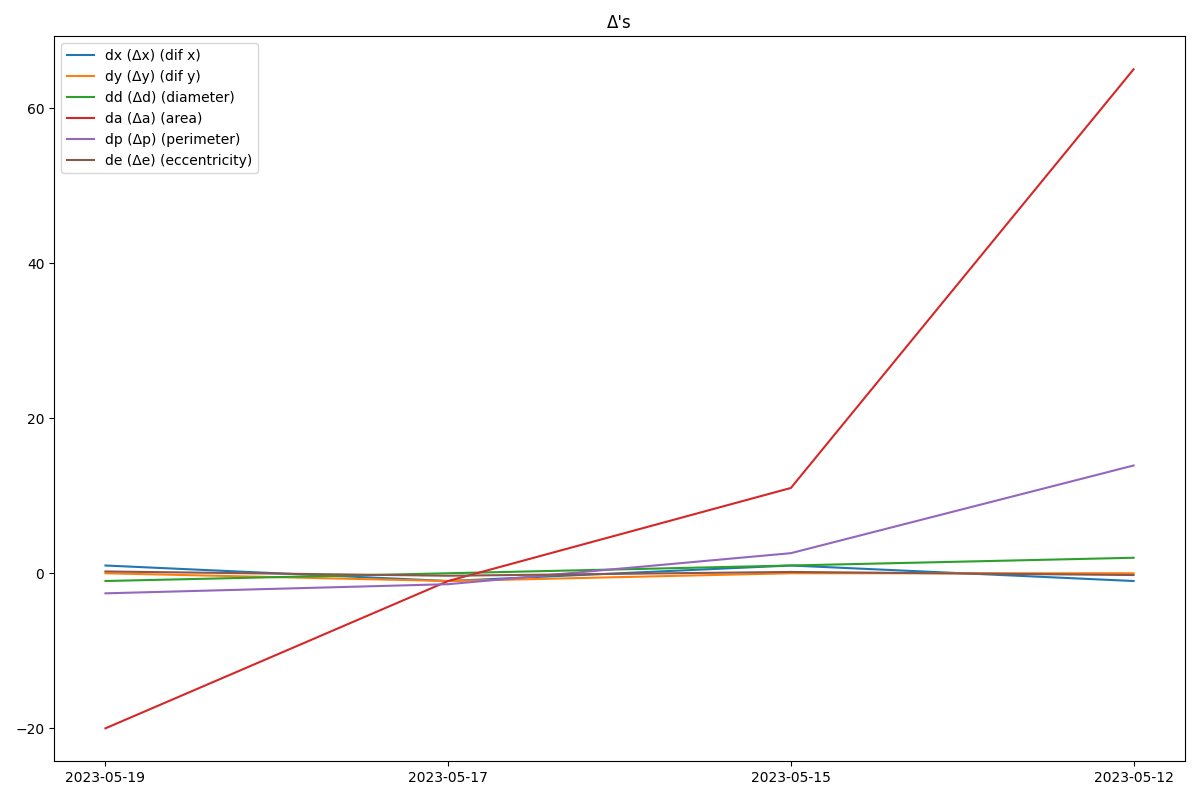 Δ's
dx (Δx) (dif x)
dy (Δy) (dif y)
dd (Δd) (diameter)
da (Δa) (area)
dp (Δp) (perimeter)
de (Δe) (eccentricity)
60
40
20
0
−20
2023-05-19 2023-05-17 2023-05-15 2023-05-12